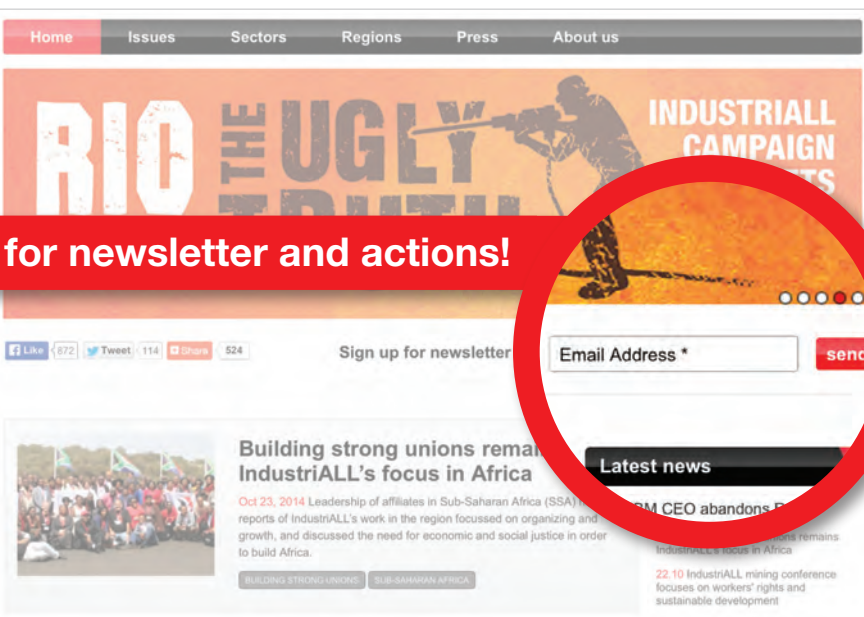 Home Issues Sectors Regions Press About us
RIO THE UGLY
TRUTH
INDUSTRIALL
CAMPAIGN
for newsletter and actions!
Like 872 Tweet 114 Share 524
Sign up for newsletter
Email Address *
send
Building strong unions
IndustriALL's focus in Africa
Oct 23, 2014 Leadership of affiliates in Sub-Saharan Africa (SSA)
reports of IndustriALL's work in the region focussed on organizing and
growth, and discussed the need for economic and social justice in order
to build Africa.
BUILDING STRONG UNIONS SUB-SAHARAN AFRICA
Latest news
CEO abandons
remains
IndustriALL's focus in Africa
22.10 IndustriALL mining conference
focuses on workers' rights and
sustainable development